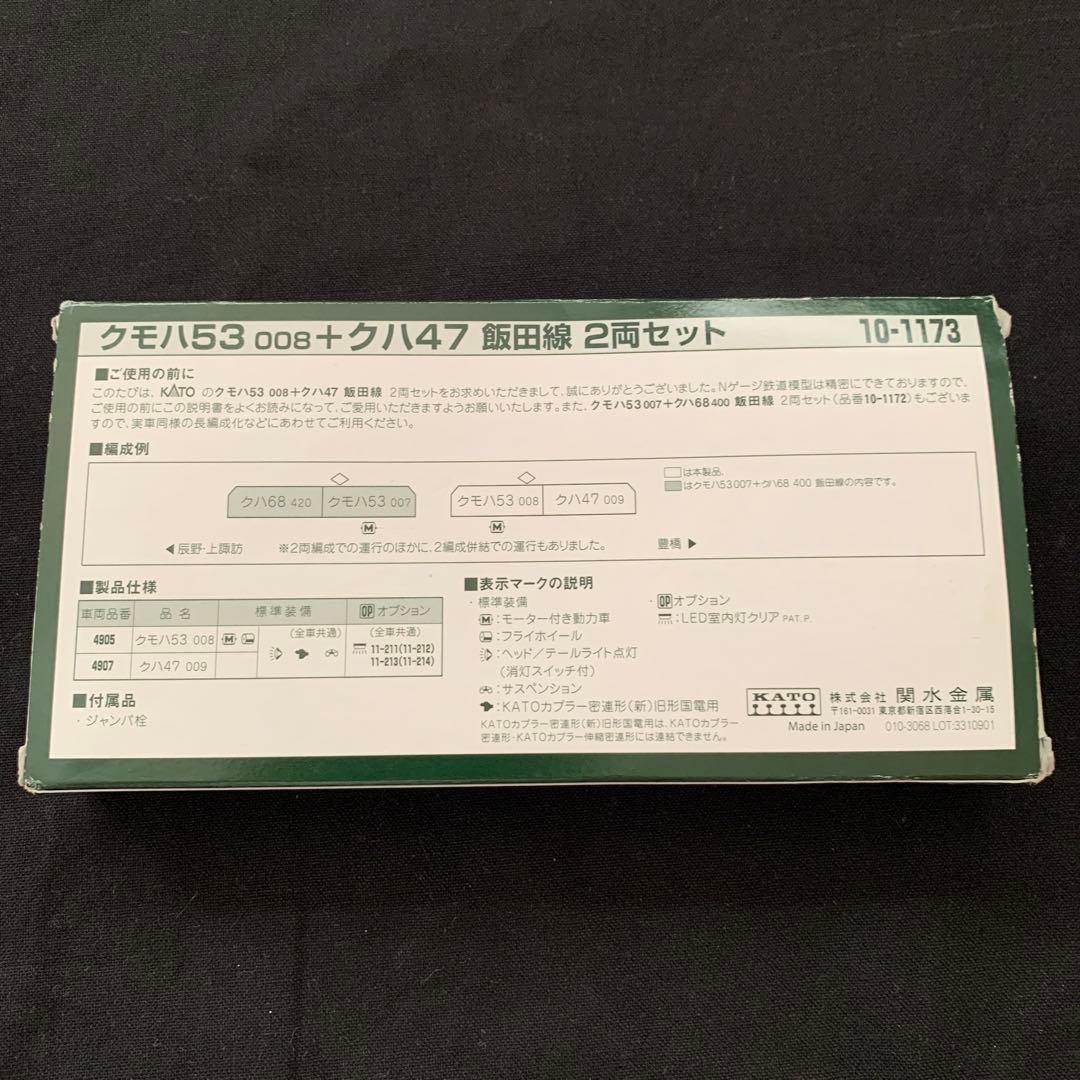 クモハ53 008+クハ47 飯田線 2両セット 10-1173
■ご使用の前に
このたびは、KATO のクモハ53 008+クハ47 飯田線 2両セットをお求めいただきまして、誠にありがとうございました。Nゲージ鉄道模型は精密にできておりますので、
ご使用の前にこの説明書をよくお読みになって、ご愛用いただきますようお願いいたします。また、クモハ53 007+クハ68 400 飯田線 2両セット(品番10-1172)もございま
すので、実車同様の長編成化などにあわせてご利用ください。
■編成例
クハ68 420 クモハ53 007 クモハ53 008 クハ47 009
は本製品、
はクモハ53 007+クハ68 400 飯田線の内容です。
M M
◀辰野・上諏訪 ※2両編成での運行のほかに、2編成併結での運行もありました。 豊橋▶
■製品仕様
車両品番 品名 標準装備 OP オプション
4905 クモハ53 008 M (全車共通) (全車共通)
11-211(11-212)
11-213(11-214)
4907 クハ47 009
■付属品
・ジャンパ栓
■表示マークの説明
・標準装備
M:モーター付き動力車
:フライホイール
:ヘッド/テールライト点灯
(消灯スイッチ付)
:サスペンション
:KATOカプラー密連形(新)旧形国電用
KATOカプラー密連形(新)旧形国電用は、KATOカプラー
密連形・KATOカプラー伸縮密連形には連結できません。
・OPオプション
:LED室内灯クリア PAT.P.
KATO 株式会社 関水金属
〒161-0031 東京都新宿区西落合1-30-15
Made in Japan 010-3068 LOT:3310901